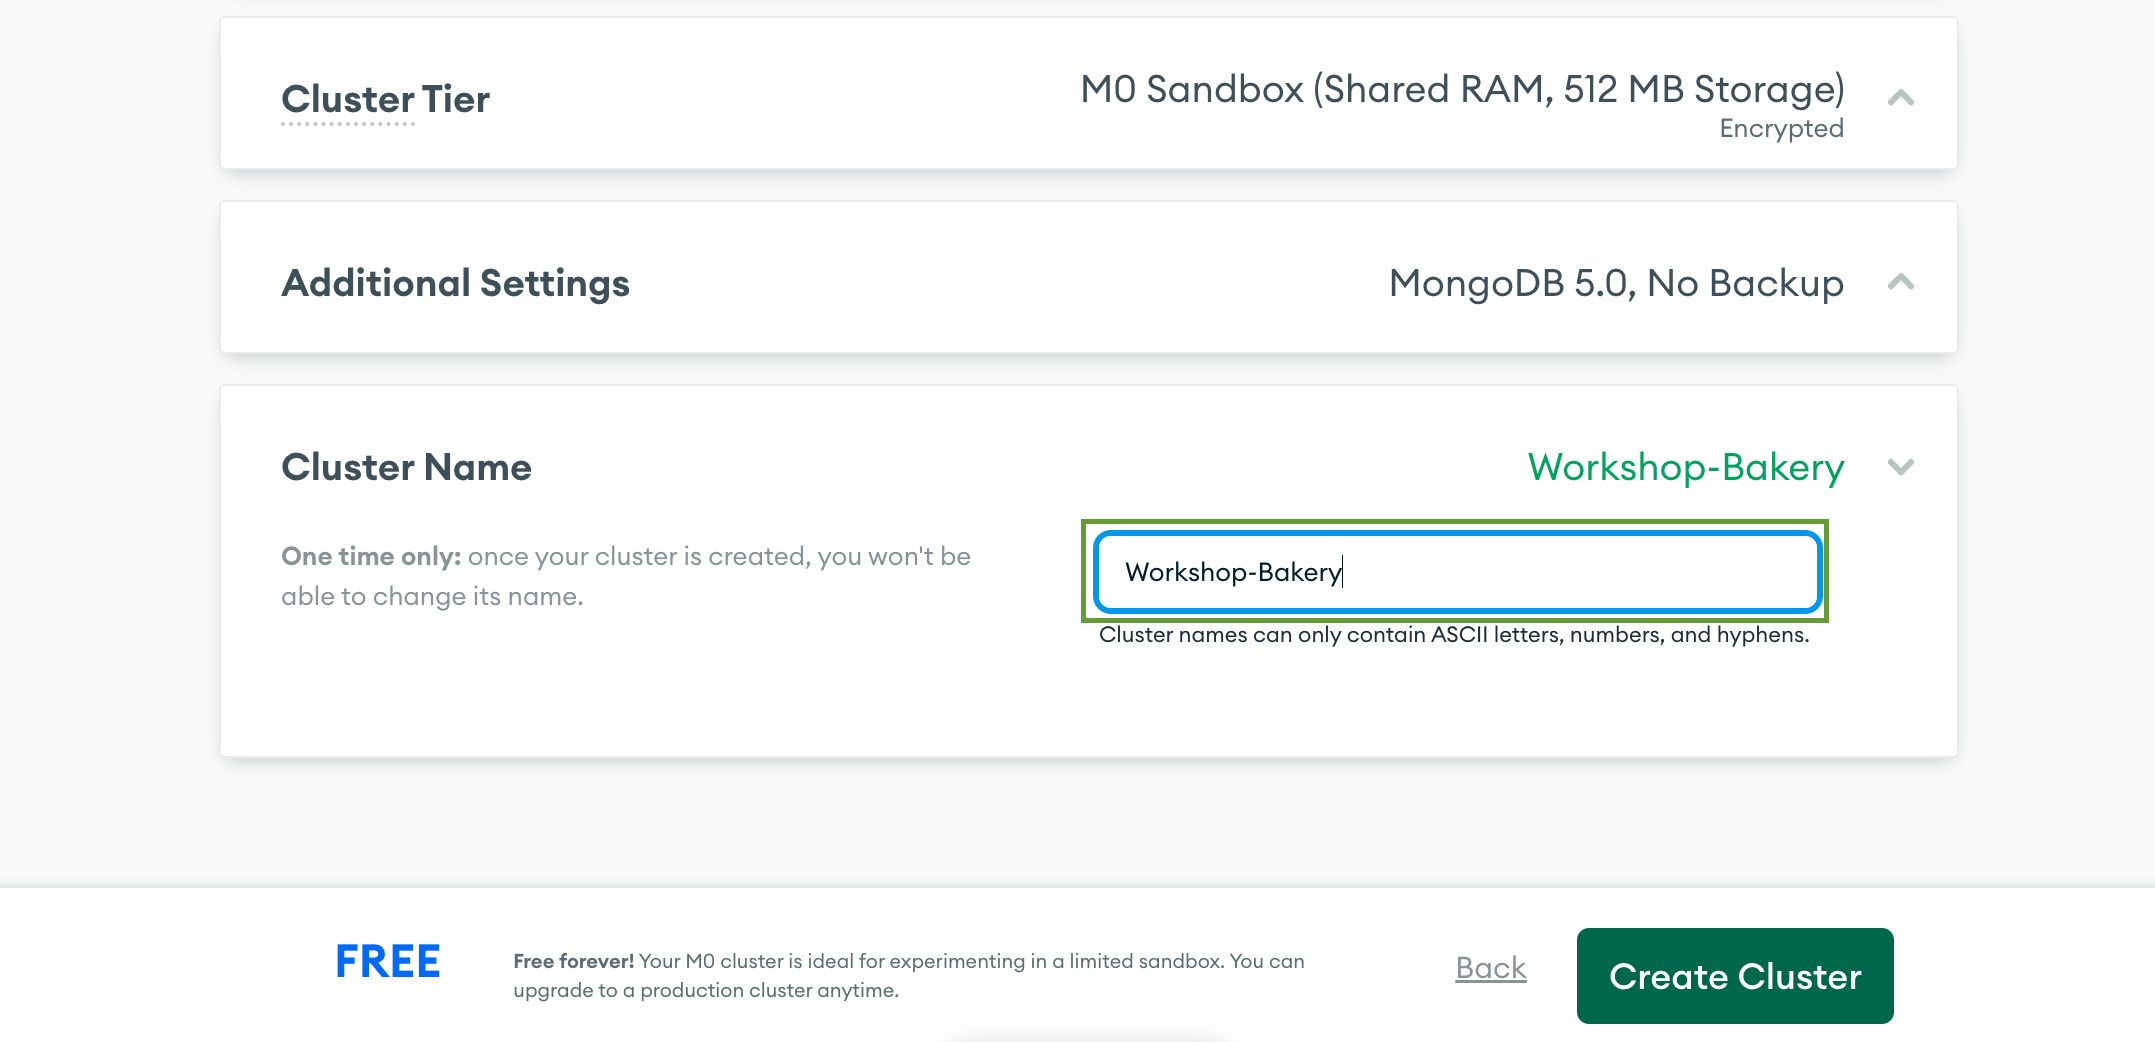 Cluster Tier
M0 Sandbox (Shared RAM, 512 MB Storage)
Encrypted
Additional Settings
MongoDB 5.0, No Backup
Cluster Name
Workshop-Bakery
One time only: once your cluster is created, you won't be
able to change its name.
Workshop-Bakery
Cluster names can only contain ASCII letters, numbers, and hyphens.
FREE
Free forever! Your M0 cluster is ideal for experimenting in a limited sandbox. You can
upgrade to a production cluster anytime.
Back
Create Cluster